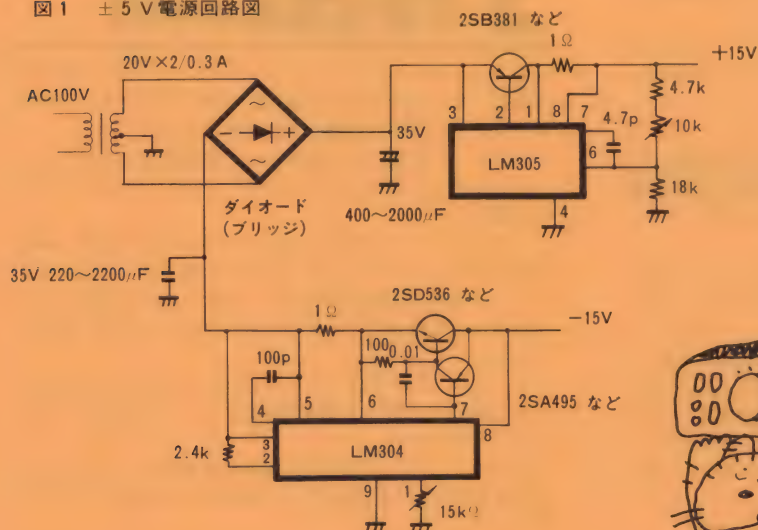 図1 ±5V電源回路図
2SB381 など
1Ω
+15V
20V×2/0.3A
AC100V
3
2
1
8
7
4.7k
4.7p
10k
6
35V
LM305
18k
4
〜
− +
〜
ダイオード
(ブリッジ)
400〜2000μF
35V 220〜2200μF
2SD536 など
1Ω
−15V
100
0.01
100p
4
5
6
7
8
2SA495 など
3
2
2.4k
LM304
9
1
15kΩ